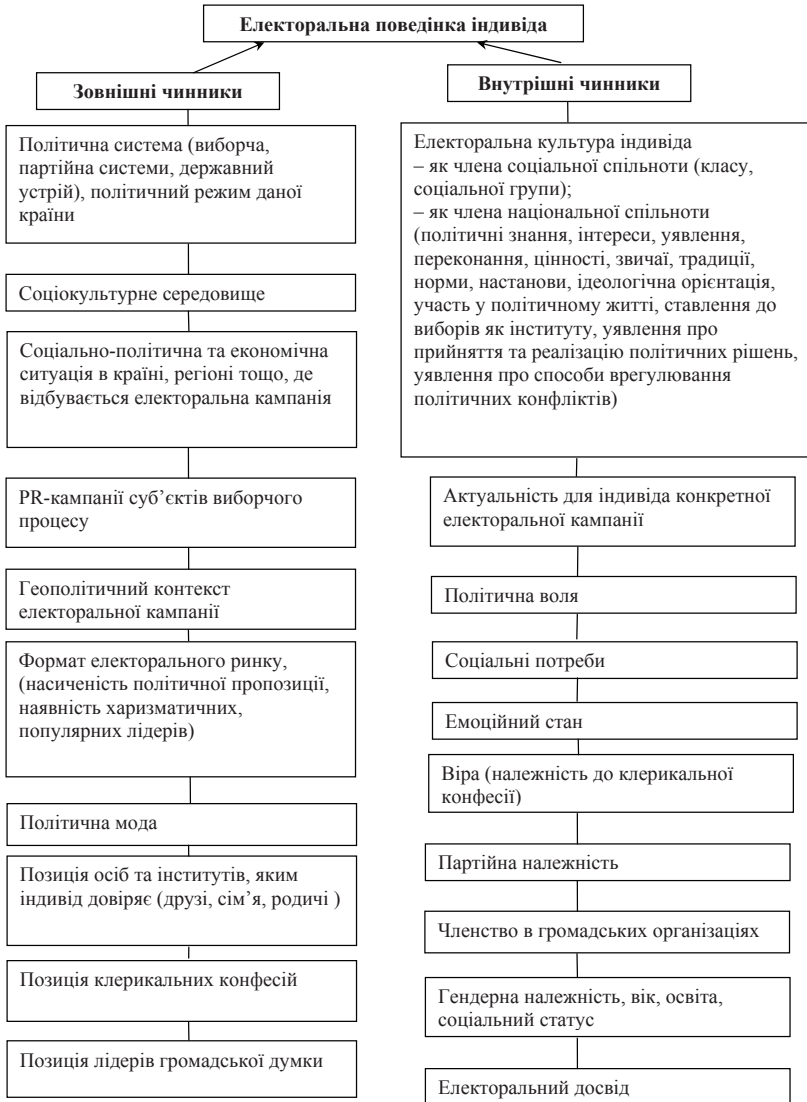 Електоральна поведінка індивіда
Зовнішні чинники
Політична система (виборча,
партійна системи, державний
устрій), політичний режим даної
країни
Соціокультурне середовище
Соціально-політична та економічна
ситуація в країні, регіоні тощо, де
відбувається електоральна кампанія
PR-кампанії суб’єктів виборчого
процесу
Геополітичний контекст
електоральної кампанії
Формат електорального ринку,
(насиченість політичної пропозиції,
наявність харизматичних,
популярних лідерів)
Політична мода
Позиція осіб та інститутів, яким
індивід довіряє (друзі, сім’я, родичі )
Позиція клерикальних конфесій
Позиція лідерів громадської думки
Внутрішні чинники
Електоральна культура індивіда
– як члена соціальної спільноти (класу,
соціальної групи);
– як члена національної спільноти
(політичні знання, інтереси, уявлення,
переконання, цінності, звичаї, традиції,
норми, настанови, ідеологічна орієнтація,
участь у політичному житті, ставлення до
виборів як інституту, уявлення про
прийняття та реалізацію політичних рішень,
уявлення про способи врегулювання
політичних конфліктів)
Актуальність для індивіда конкретної
електоральної кампанії
Політична воля
Соціальні потреби
Емоційний стан
Віра (належність до клерикальної
конфесії)
Партійна належність
Членство в громадських організаціях
Гендерна належність, вік, освіта,
соціальний статус
Електоральний досвід